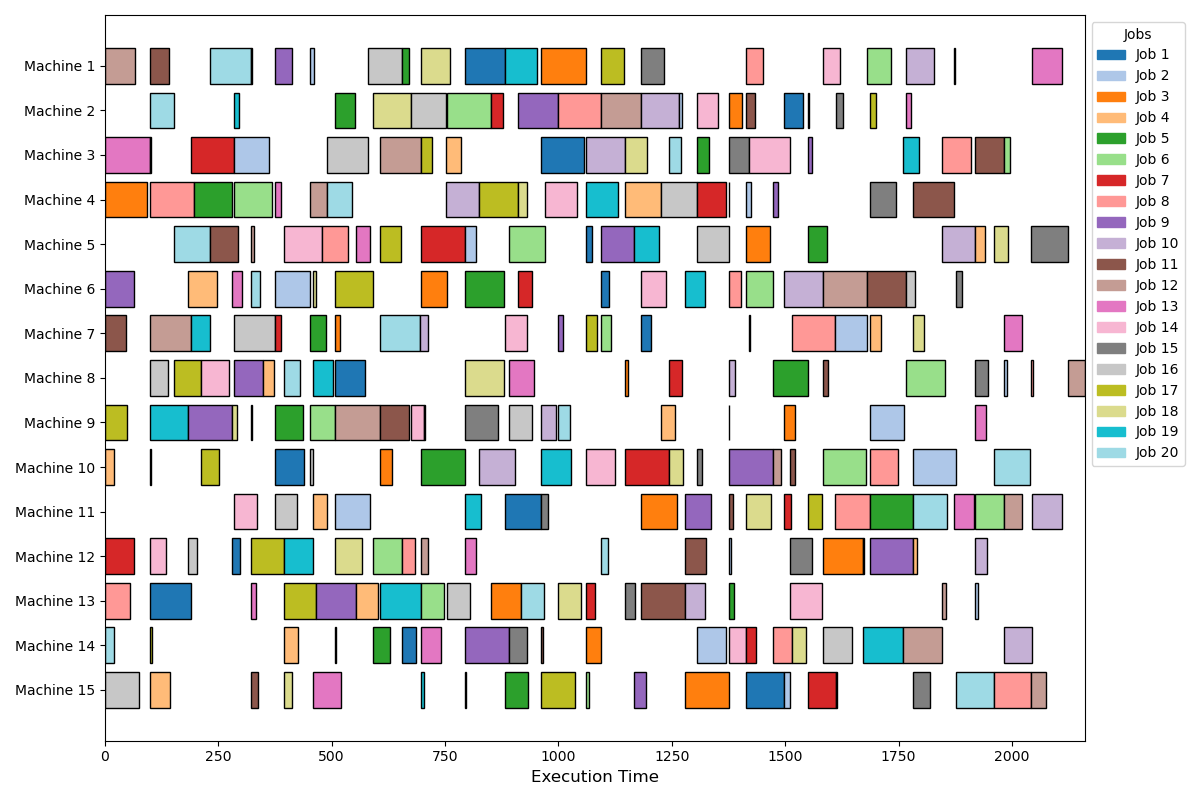 Machine 1
Machine 2
Machine 3
Machine 4
Machine 5
Machine 6
Machine 7
Machine 8
Machine 9
Machine 10
Machine 11
Machine 12
Machine 13
Machine 14
Machine 15
0 250 500 750 1000 1250 1500 1750 2000
Execution Time
Jobs
Job 1
Job 2
Job 3
Job 4
Job 5
Job 6
Job 7
Job 8
Job 9
Job 10
Job 11
Job 12
Job 13
Job 14
Job 15
Job 16
Job 17
Job 18
Job 19
Job 20